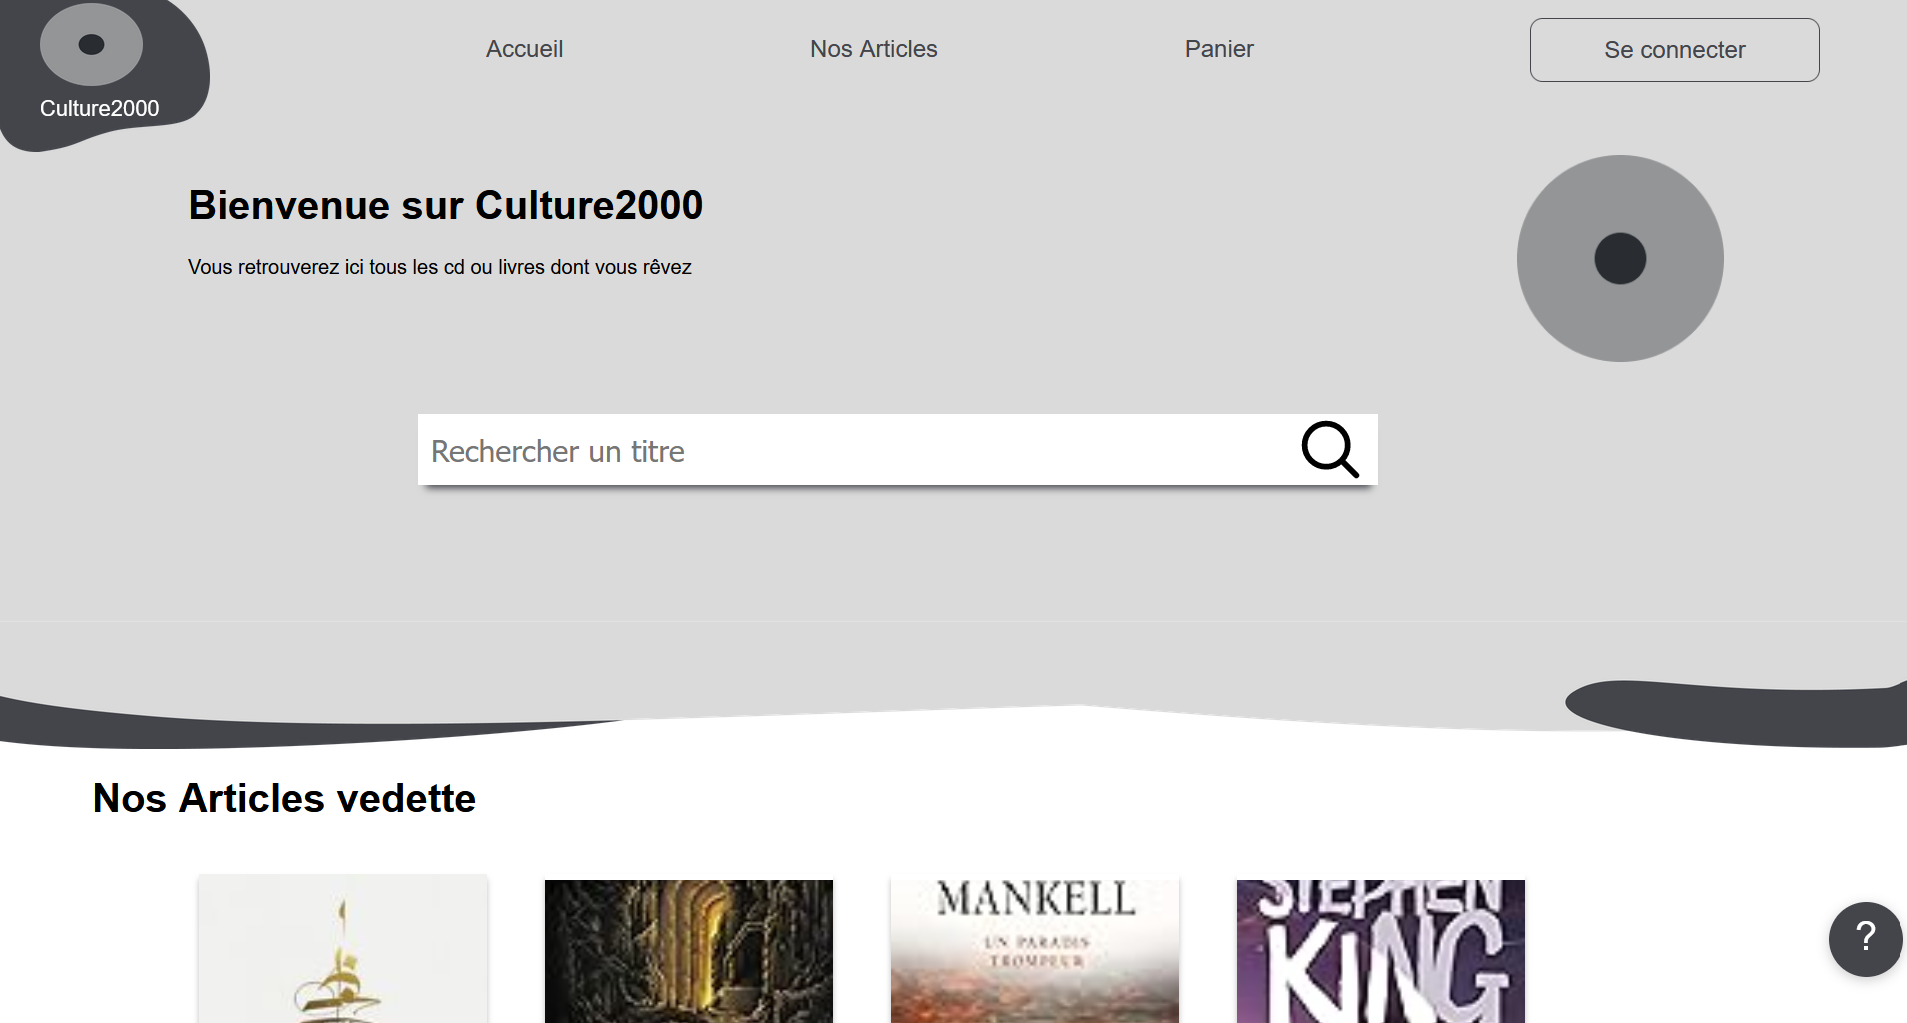 Culture2000
Accueil
Nos Articles
Panier
Se connecter
Bienvenue sur Culture2000
Vous retrouverez ici tous les cd ou livres dont vous rêvez
Rechercher un titre
Nos Articles vedette
MANKELL
UN PARADIS
TROMPEUR
STEPHEN
KING
?